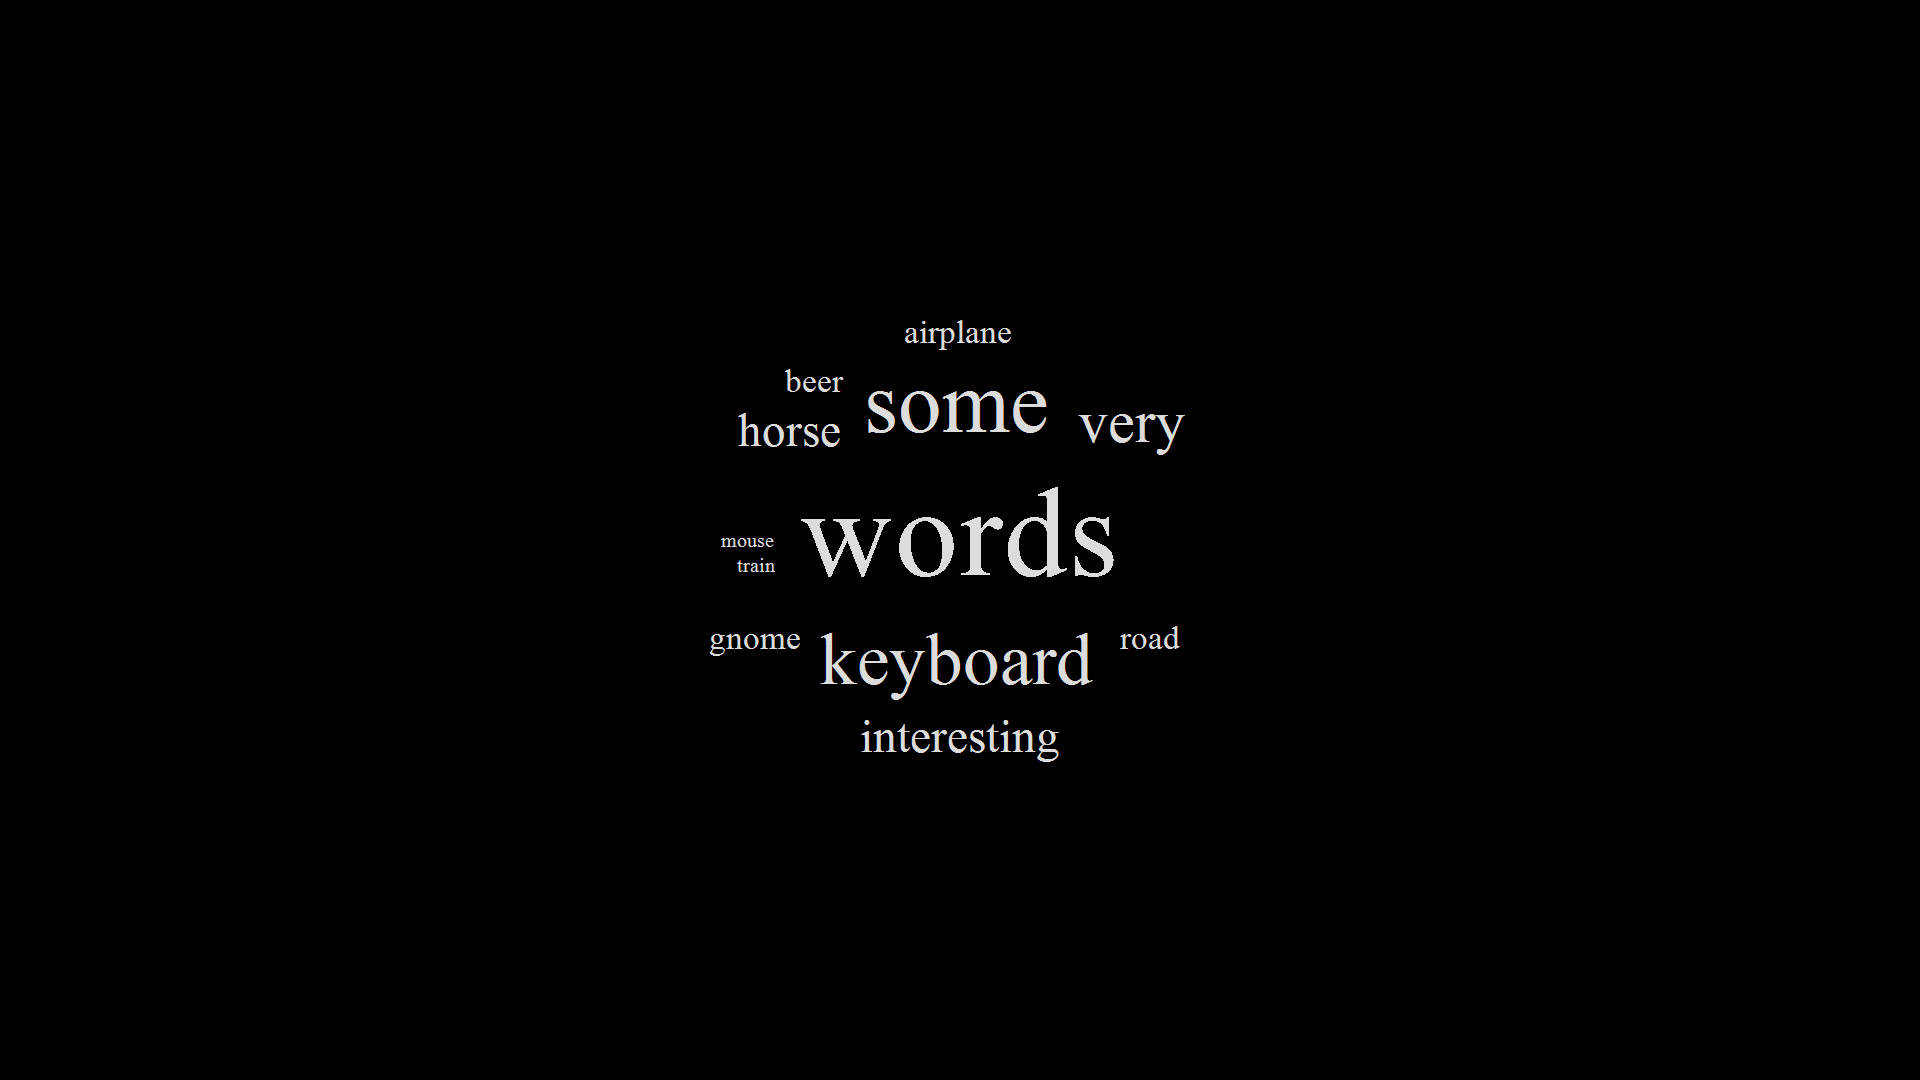 airplane
beer
some
very
horse
words
mouse
train
gnome
keyboard
road
interesting